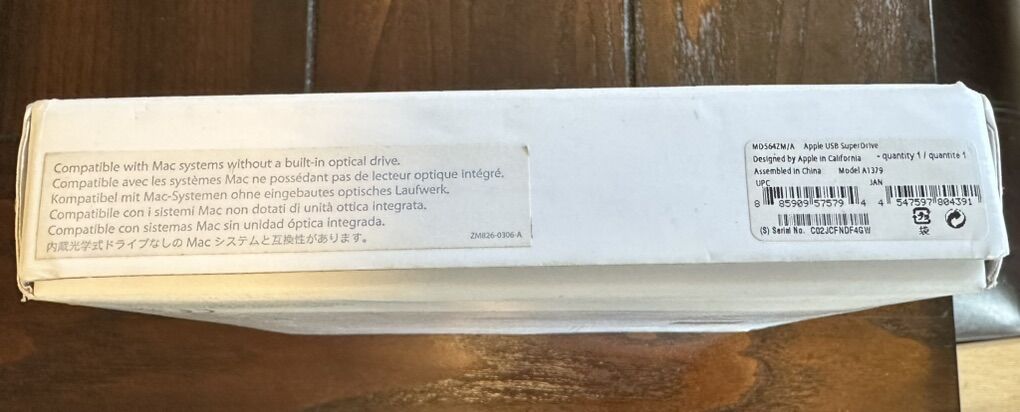 Compatible with Mac systems without a built-in optical drive.
Compatible avec les systèmes Mac ne possédant pas de lecteur optique intégré.
Kompatibel mit Mac-Systemen ohne eingebautes optisches Laufwerk.
Compatibile con i sistemi Mac non dotati di unità ottica integrata.
Compatible con sistemas Mac sin unidad óptica integrada.
内蔵光学式ドライブなしの Mac システムと互換性があります。
ZM826-0306-A
MD564ZM/A Apple USB SuperDrive
Designed by Apple in California - quantity 1 / quantite 1
Assembled in China Model A1379
UPC JAN
8 85909 57579 4 4 547597 804391
(S) Serial No. C02JCFNDF4GW
袋